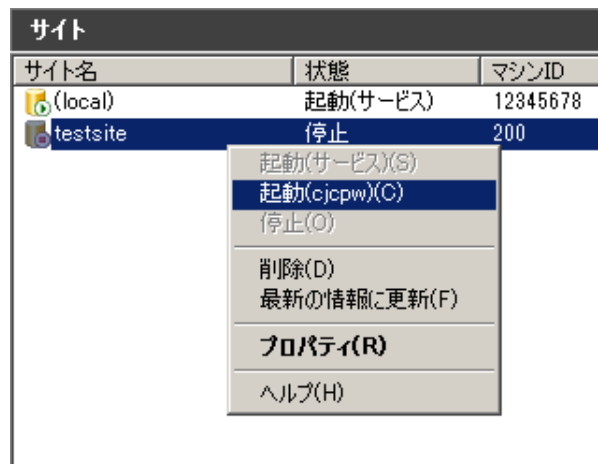 サイト
サイト名 状態 マシンID
(local) 起動(サービス) 12345678
testsite 停止 200
起動(サービス)(S)
起動(cjcpw)(C)
停止(O)
削除(D)
最新の情報に更新(F)
プロパティ(R)
ヘルプ(H)